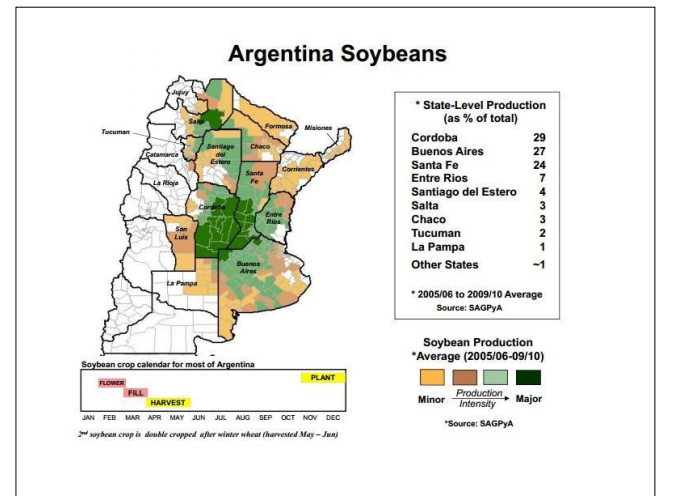 Argentina Soybeans
Jujuy
Salta
Formosa
Misiones
Tucuman
Santiago
del
Estero
Chaco
Catamarca
Corrientes
Santa
Fe
La Rioja
Cordoba
Entre
Rios
San
Luis
Buenos
Aires
La Pampa
* State-Level Production
(as % of total)
Cordoba 29
Buenos Aires 27
Santa Fe 24
Entre Rios 7
Santiago del Estero 4
Salta 3
Chaco 3
Tucuman 2
La Pampa 1
Other States ~1
* 2005/06 to 2009/10 Average
Source: SAGPyA
Soybean Production
*Average (2005/06-09/10)
Minor Production Intensity Major
*Source: SAGPyA
Soybean crop calendar for most of Argentina
PLANT
FLOWER
FILL
HARVEST
JAN FEB MAR APR MAY JUN JUL AUG SEP OCT NOV DEC
2nd soybean crop is double cropped after winter wheat (harvested May – Jun)